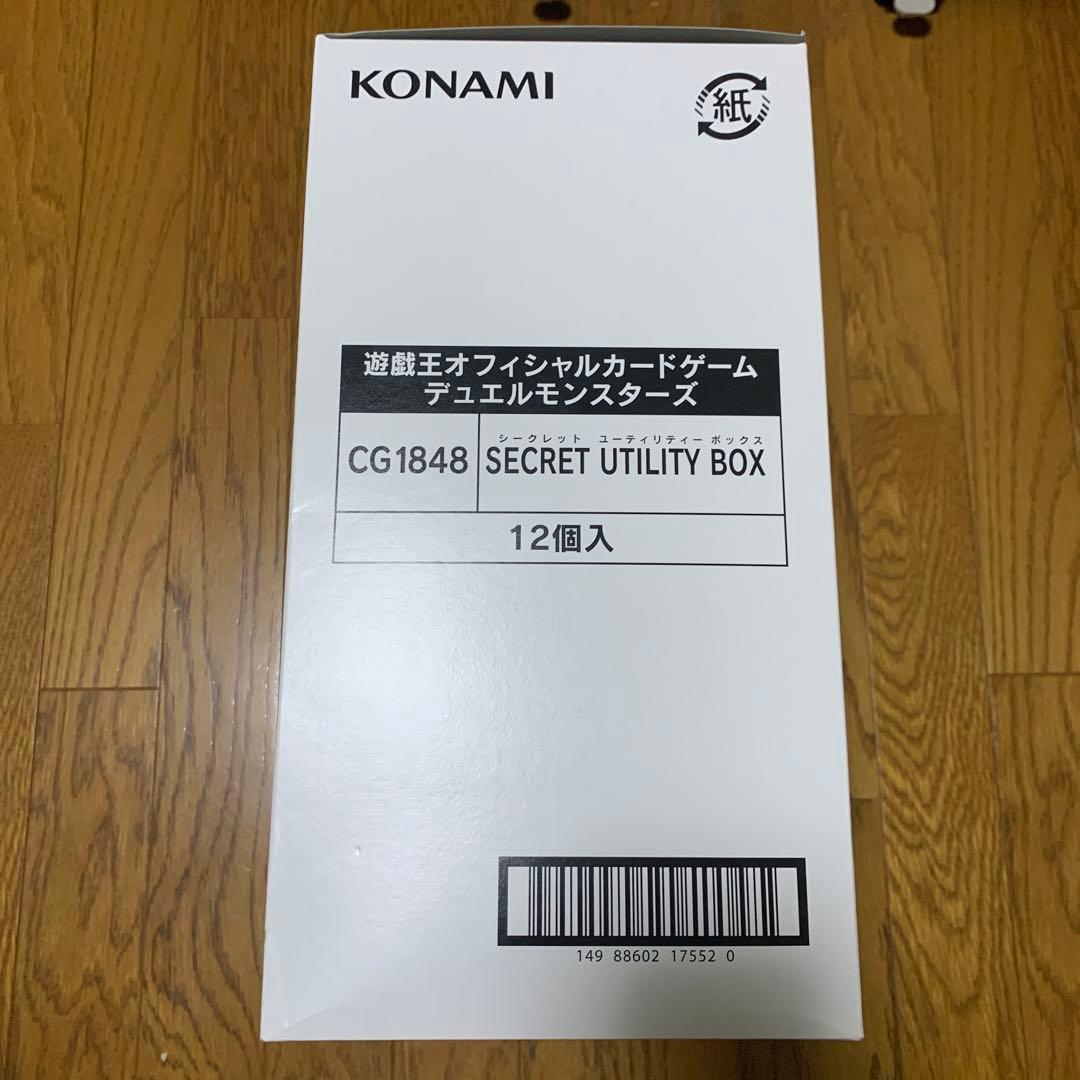 KONAMI
紙
遊戯王オフィシャルカードゲーム
デュエルモンスターズ
シークレット ユーティリティー ボックス
CG1848 SECRET UTILITY BOX
12個入
149 88602 17552 0